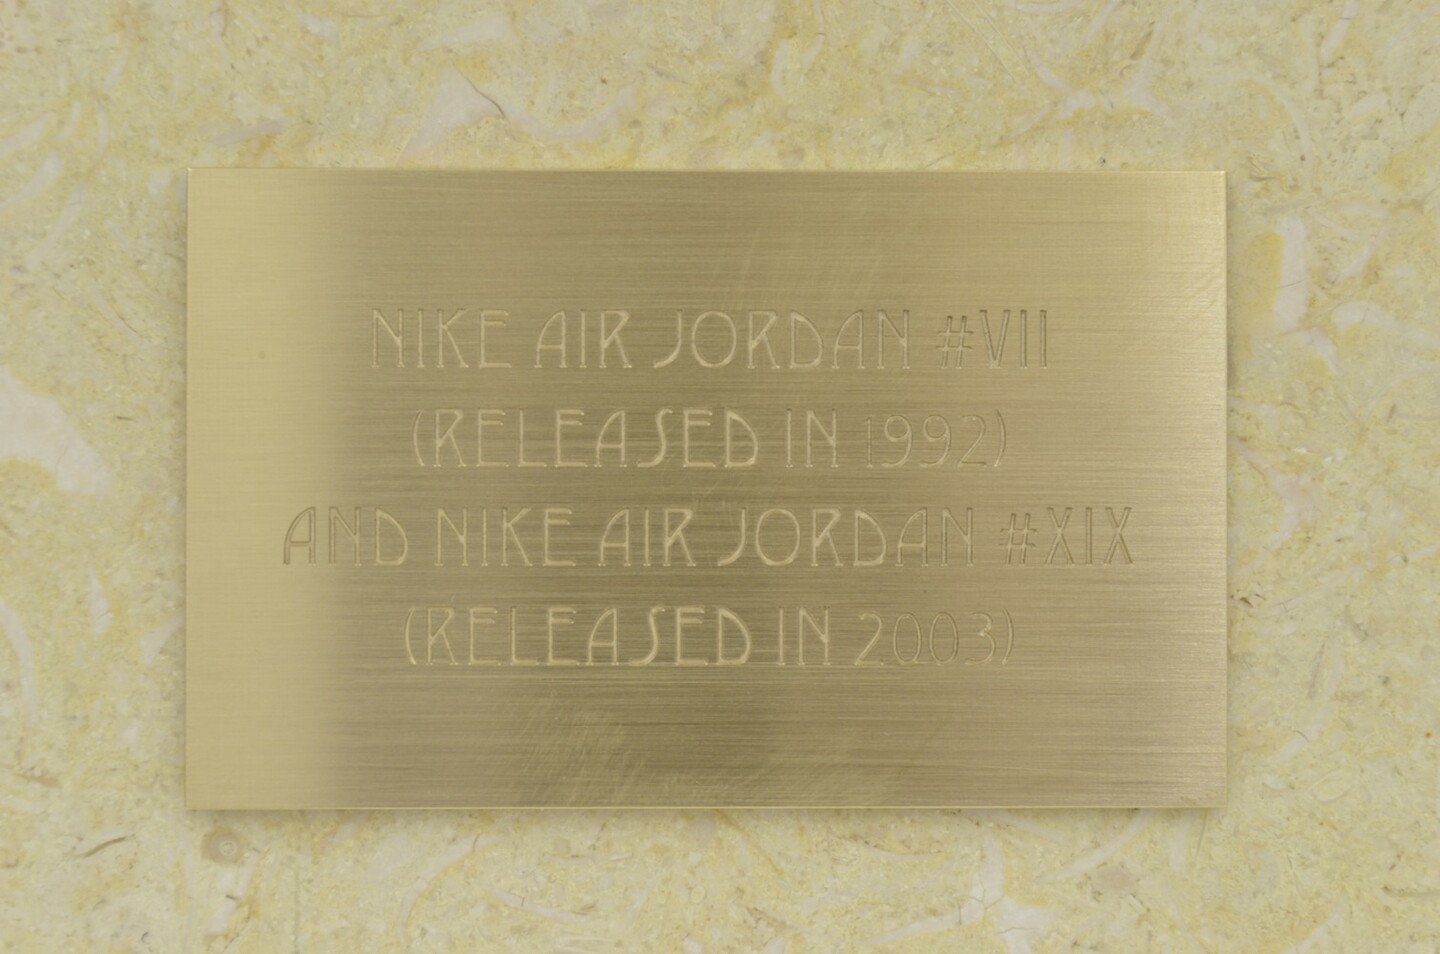 NIKE AIR JORDAN #VII
(RELEASED IN 1992)
AND NIKE AIR JORDAN #XIX
(RELEASED IN 2003)